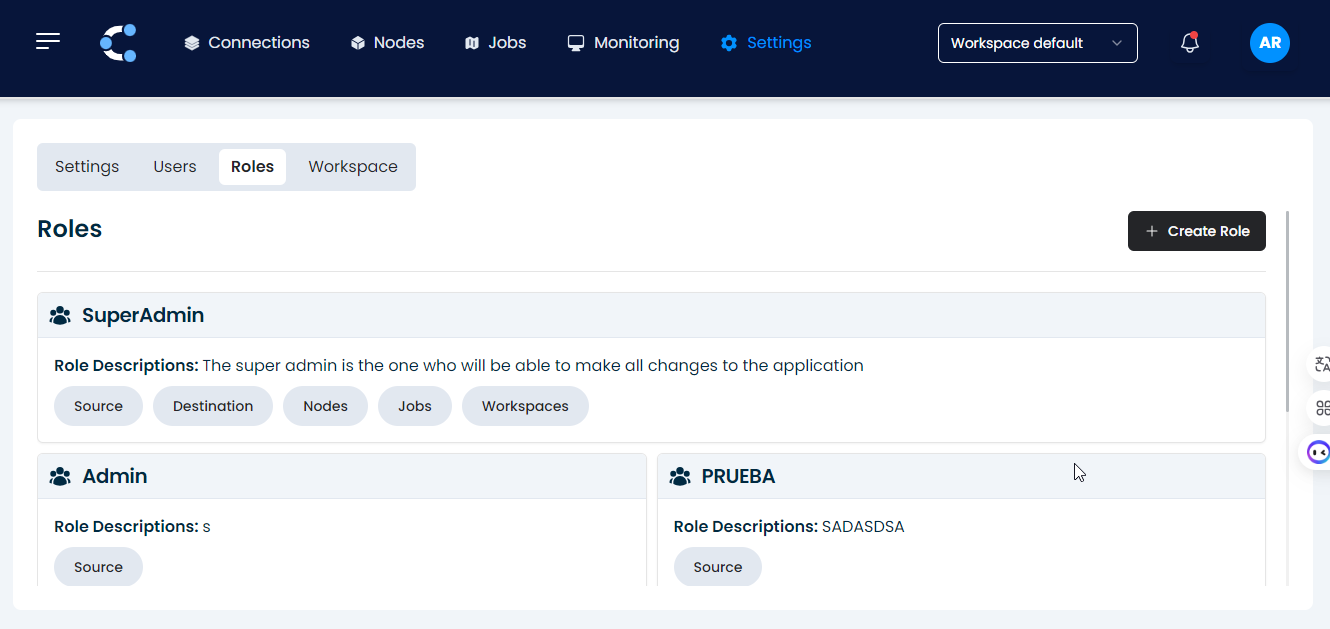 Connections Nodes Jobs Monitoring Settings Workspace default AR
Settings Users Roles Workspace
Roles
Create Role
SuperAdmin
Role Descriptions: The super admin is the one who will be able to make all changes to the application
Source Destination Nodes Jobs Workspaces
Admin
Role Descriptions: s
Source
PRUEBA
Role Descriptions: SADASDSA
Source